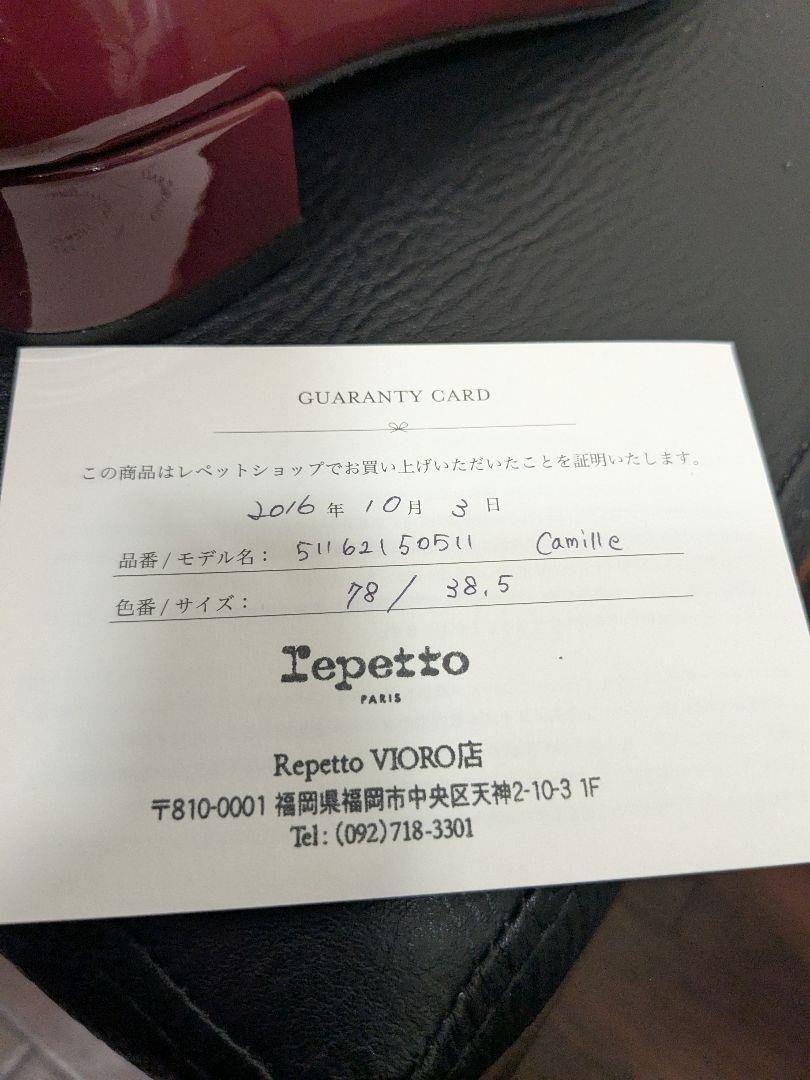 GUARANTY CARD
この商品はレペットショップでお買い上げいただいたことを証明いたします。
2016年 10月 3日
品番/モデル名: 51162150511 Camille
色番/サイズ: 78 / 38.5
repetto
PARIS
Repetto VIORO店
〒810-0001 福岡県福岡市中央区天神2-10-3 1F
Tel: (092)718-3301